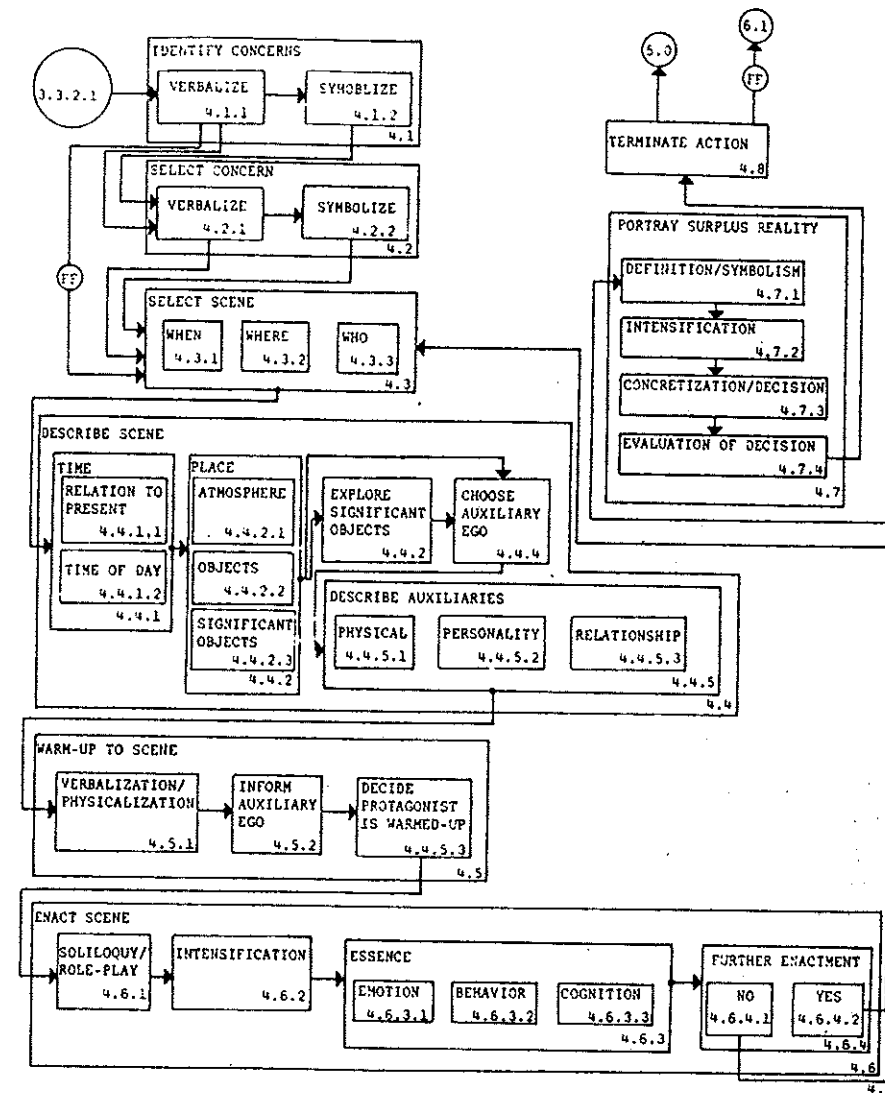 3.3.2.1
IDENTIFY CONCERNS
VERBALIZE
4.1.1
SYMOBLIZE
4.1.2
4.1
SELECT CONCERN
VERBALIZE
4.2.1
SYMBOLIZE
4.2.2
4.2
FF
SELECT SCENE
WHEN
4.3.1
WHERE
4.3.2
WHO
4.3.3
4.3
5.0
6.1
FF
TERMINATE ACTION
4.8
PORTRAY SURPLUS REALITY
DEFINITION/SYMBOLISM
4.7.1
INTENSIFICATION
4.7.2
CONCRETIZATION/DECISION
4.7.3
EVALUATION OF DECISION
4.7.4
4.7
DESCRIBE SCENE
TIME
RELATION TO
PRESENT
4.4.1.1
TIME OF DAY
4.4.1.2
4.4.1
PLACE
ATMOSPHERE
4.4.2.1
OBJECTS
4.4.2.2
SIGNIFICANT
OBJECTS
4.4.2.3
4.4.2
EXPLORE
SIGNIFICANT
OBJECTS
4.4.2
CHOOSE
AUXILIARY
EGO
4.4.4
DESCRIBE AUXILIARIES
PHYSICAL
4.4.5.1
PERSONALITY
4.4.5.2
RELATIONSHIP
4.4.5.3
4.4.5
4.4
WARM-UP TO SCENE
VERBALIZATION/
PHYSICALIZATION
4.5.1
INFORM
AUXILIARY
EGO
4.5.2
DECIDE
PROTAGONIST
IS WARMED-UP
4.4.5.3
4.5
ENACT SCENE
SOLILOQUY/
ROLE-PLAY
4.6.1
INTENSIFICATION
4.6.2
ESSENCE
EMOTION
4.6.3.1
BEHAVIOR
4.6.3.2
COGNITION
4.6.3.3
4.6.3
FURTHER ENACTMENT
NO
4.6.4.1
YES
4.6.4.2
4.6.4
4.6
4.